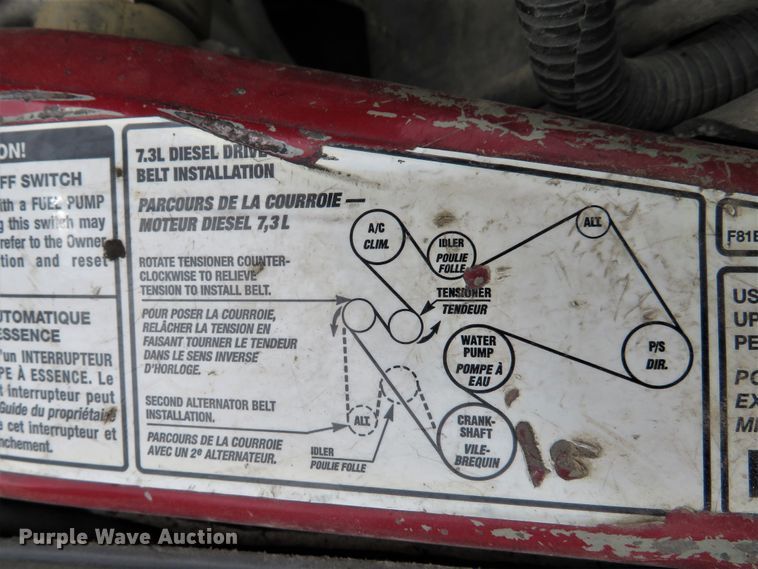 ON!
FF SWITCH
ith a FUEL PUMP
ng this switch may
refer to the Owner
tion and reset
UTOMATIQUE
ESSENCE
'un INTERRUPTEUR
PE À ESSENCE. Le
t interrupteur peut
Guide du propriétaire
e cet interrupteur et
nchement.
7.3L DIESEL DRIVE
BELT INSTALLATION
PARCOURS DE LA COURROIE —
MOTEUR DIESEL 7,3 L
ROTATE TENSIONER COUNTER-
CLOCKWISE TO RELIEVE
TENSION TO INSTALL BELT.
POUR POSER LA COURROIE,
RELÂCHER LA TENSION EN
FAISANT TOURNER LE TENDEUR
DANS LE SENS INVERSE
D'HORLOGE.
SECOND ALTERNATOR BELT
INSTALLATION.
PARCOURS DE LA COURROIE
AVEC UN 2e ALTERNATEUR.
A/C
CLIM.
IDLER
POULIE
FOLLE
ALT.
TENSIONER
TENDEUR
WATER
PUMP
POMPE À
EAU
P/S
DIR.
ALT.
IDLER
POULIE FOLLE
CRANK-
SHAFT
VILE-
BREQUIN
F81E
US
UP
PE
PO
EX
MI
Purple Wave Auction